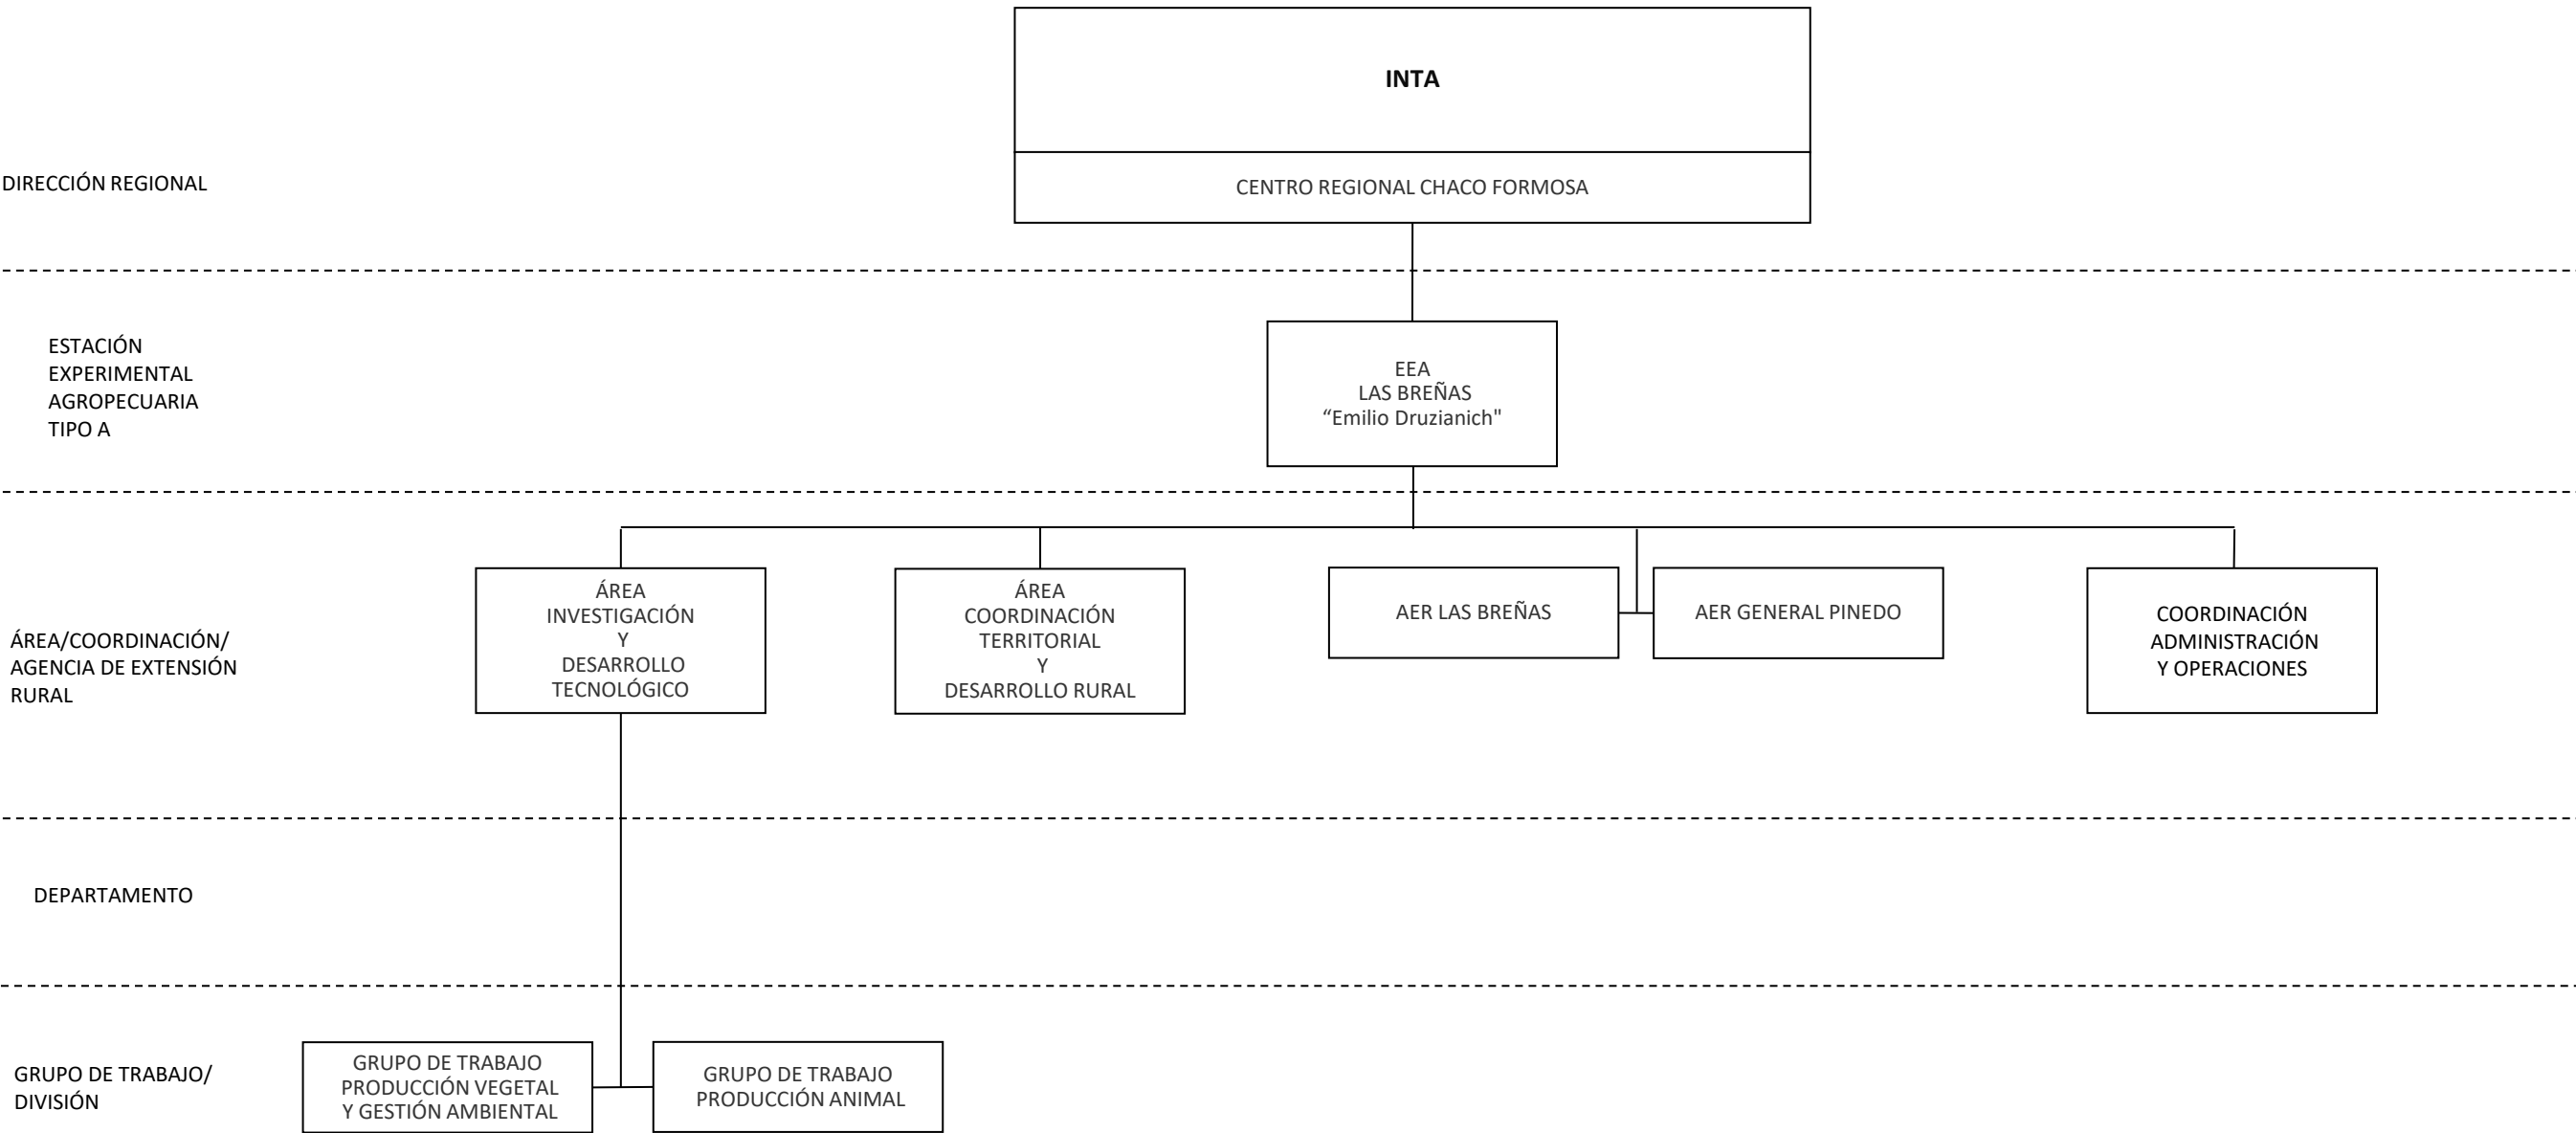 INTA
DIRECCIÓN REGIONAL
CENTRO REGIONAL CHACO FORMOSA
ESTACIÓN
EXPERIMENTAL
AGROPECUARIA
TIPO A
EEA
LAS BREÑAS
“Emilio Druzianich"
ÁREA/COORDINACIÓN/
AGENCIA DE EXTENSIÓN
RURAL
ÁREA
INVESTIGACIÓN
Y
DESARROLLO
TECNOLÓGICO
ÁREA
COORDINACIÓN
TERRITORIAL
Y
DESARROLLO RURAL
AER LAS BREÑAS
AER GENERAL PINEDO
COORDINACIÓN
ADMINISTRACIÓN
Y OPERACIONES
DEPARTAMENTO
GRUPO DE TRABAJO/
DIVISIÓN
GRUPO DE TRABAJO
PRODUCCIÓN VEGETAL
Y GESTIÓN AMBIENTAL
GRUPO DE TRABAJO
PRODUCCIÓN ANIMAL